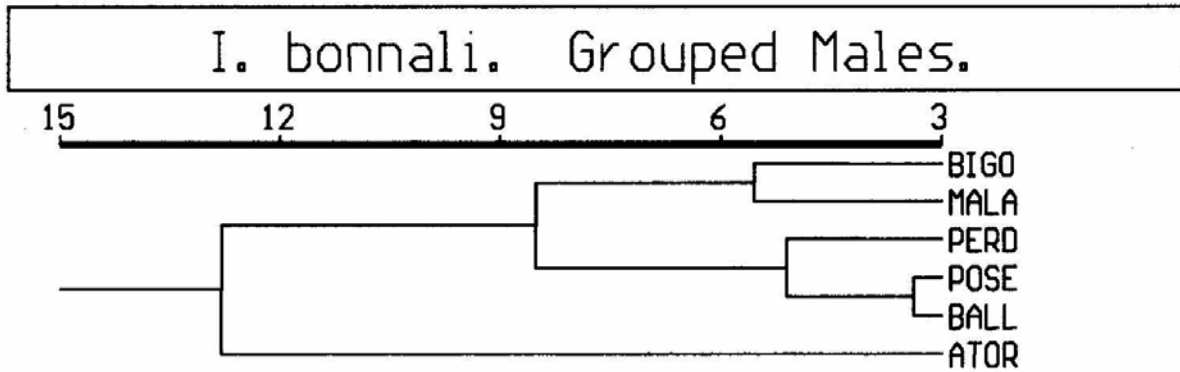 I. bonnali. Grouped Males.
15 12 9 6 3
BIGO
MALA
PERD
POSE
BALL
ATOR